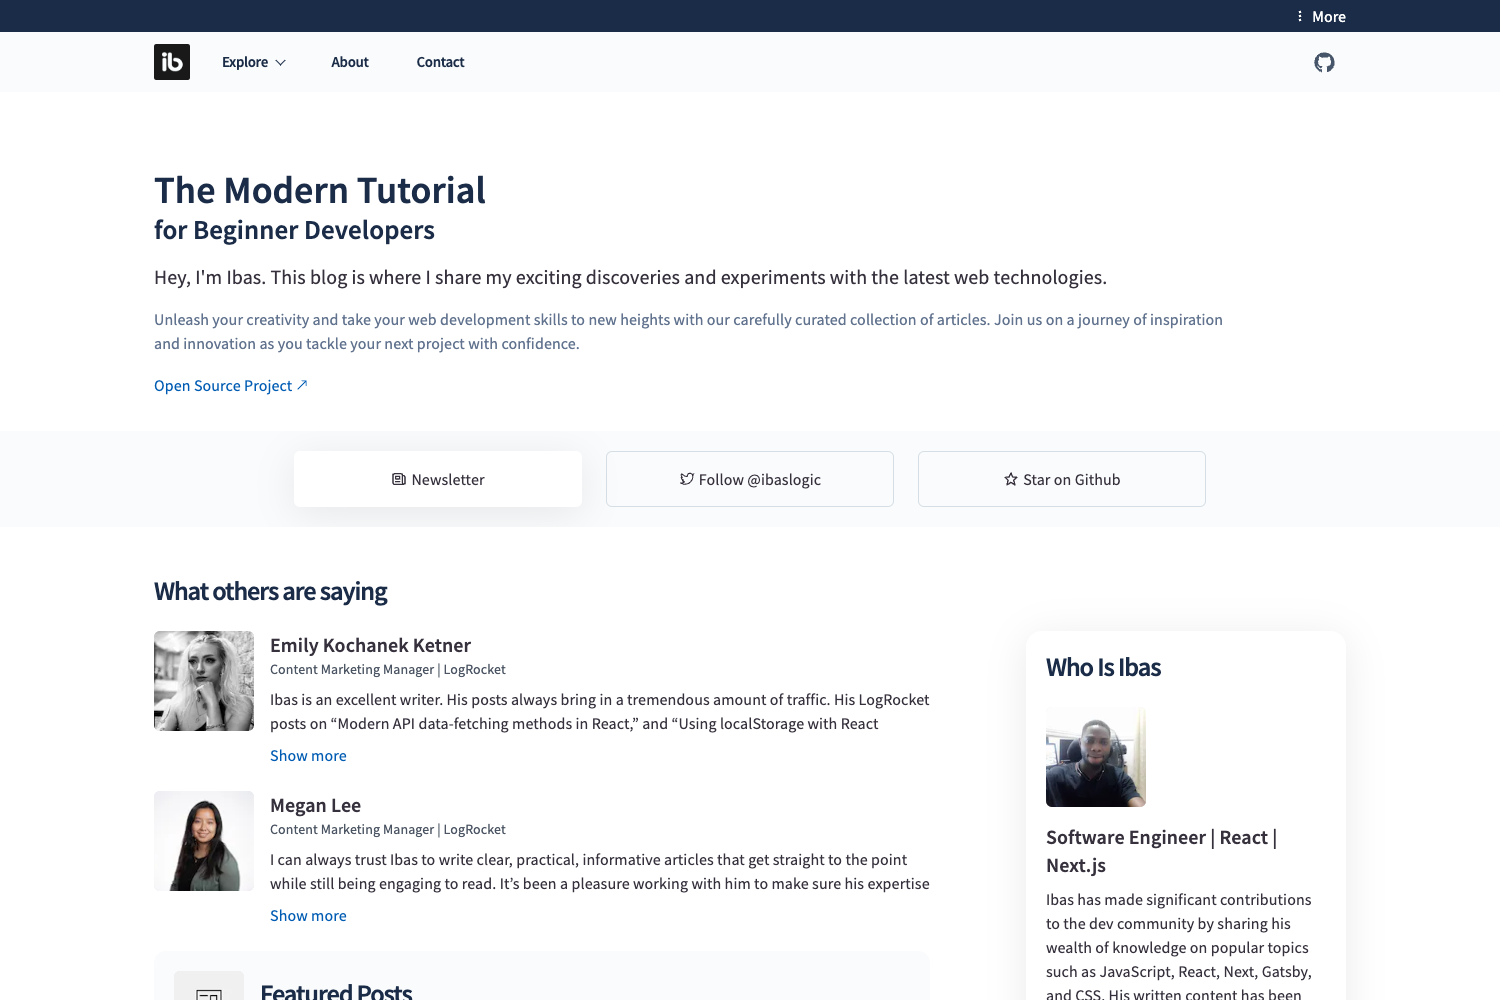 More
ib
Explore
About
Contact
The Modern Tutorial
for Beginner Developers
Hey, I'm Ibas. This blog is where I share my exciting discoveries and experiments with the latest web technologies.
Unleash your creativity and take your web development skills to new heights with our carefully curated collection of articles. Join us on a journey of inspiration
and innovation as you tackle your next project with confidence.
Open Source Project ↗
Newsletter
Follow @ibaslogic
Star on Github
What others are saying
Emily Kochanek Ketner
Content Marketing Manager | LogRocket
Ibas is an excellent writer. His posts always bring in a tremendous amount of traffic. His LogRocket
posts on “Modern API data-fetching methods in React,” and “Using localStorage with React
Show more
Megan Lee
Content Marketing Manager | LogRocket
I can always trust Ibas to write clear, practical, informative articles that get straight to the point
while still being engaging to read. It’s been a pleasure working with him to make sure his expertise
Show more
Featured Posts
Who Is Ibas
Software Engineer | React |
Next.js
Ibas has made significant contributions
to the dev community by sharing his
wealth of knowledge on popular topics
such as JavaScript, React, Next, Gatsby,
and CSS. His written content has been